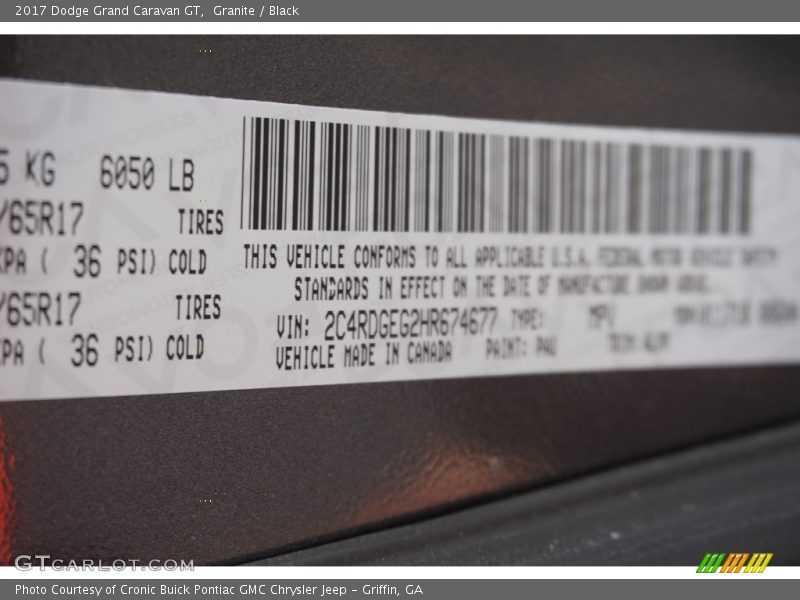 2017 Dodge Grand Caravan GT, Granite / Black
5 KG 6050 LB
/65R17 TIRES
KPA ( 36 PSI) COLD
/65R17 TIRES
KPA ( 36 PSI) COLD
THIS VEHICLE CONFORMS TO ALL APPLICABLE U.S.A. FEDERAL MOTOR VEHICLE SAFETY
STANDARDS IN EFFECT ON THE DATE OF MANUFACTURE SHOWN ABOVE.
VIN: 2C4RDGEG2HR674677 TYPE: MPV
VEHICLE MADE IN CANADA PAINT: PAU
GTCARLOT.COM
Photo Courtesy of Cronic Buick Pontiac GMC Chrysler Jeep - Griffin, GA